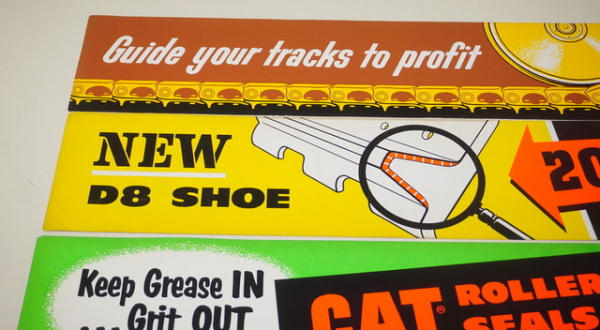 Guide your tracks to profit
NEW
D8 SHOE
20
Keep Grease IN
Grit OUT
CAT® ROLLER
SEALS